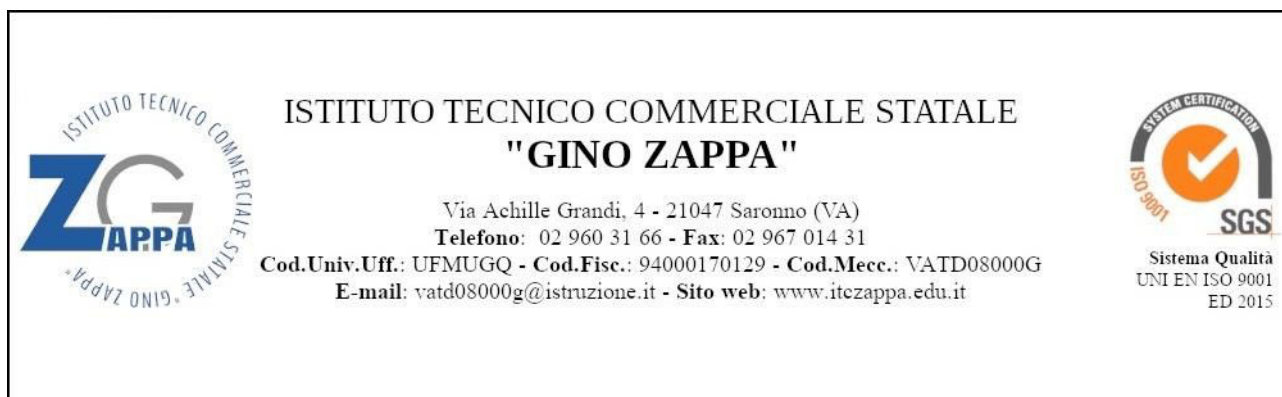 ISTITUTO TECNICO COMMERCIALE STATALE "GINO ZAPPA"
ZG
APPA
ISTITUTO TECNICO COMMERCIALE STATALE
"GINO ZAPPA"
Via Achille Grandi, 4 - 21047 Saronno (VA)
Telefono: 02 960 31 66 - Fax: 02 967 014 31
Cod.Univ.Uff.: UFMUGQ - Cod.Fisc.: 94000170129 - Cod.Mecc.: VATD08000G
E-mail: vatd08000g@istruzione.it - Sito web: www.itczappa.edu.it
SYSTEM CERTIFICATION
ISO 9001
SGS
Sistema Qualità
UNI EN ISO 9001
ED 2015